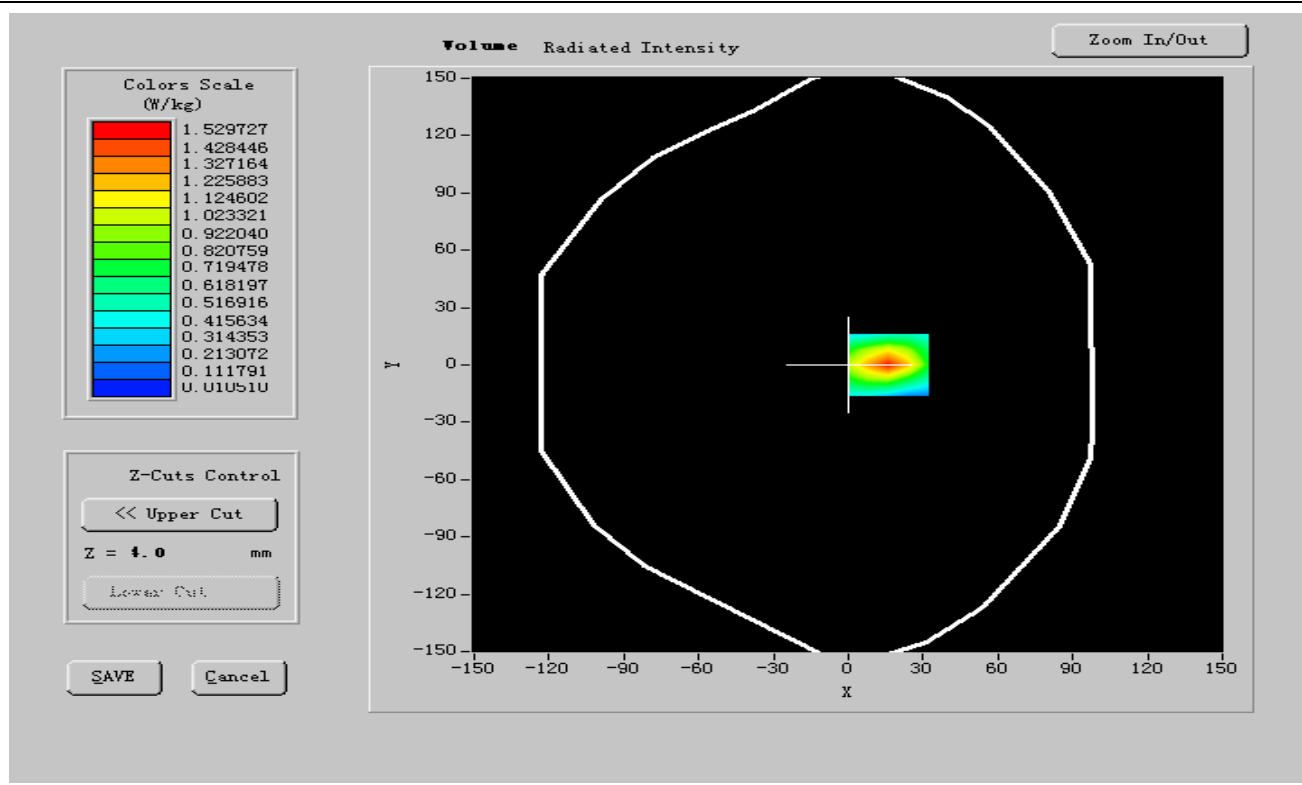 Volume Radiated Intensity
Zoom In/Out
Colors Scale
(W/kg)
1.529727
1.428446
1.327164
1.225883
1.124602
1.023321
0.922040
0.820759
0.719478
0.618197
0.516916
0.415634
0.314353
0.213072
0.111791
0.010510
Z-Cuts Control
<< Upper Cut
Z = 4.0 mm
Lower Cut
SAVE
Cancel
150
120
90
60
30
0
-30
-60
-90
-120
-150
Y
-150 -120 -90 -60 -30 0 30 60 90 120 150
X